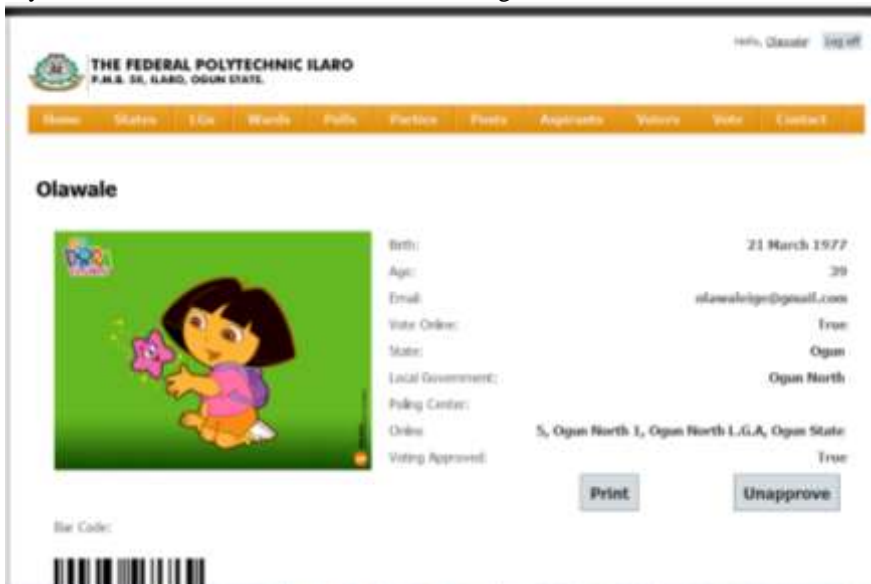 Hello, Olawale! Log off
THE FEDERAL POLYTECHNIC ILARO
P.M.B. 50, ILARO, OGUN STATE.
Home States LGs Wards Polls Parties Posts Aspirants Voters Vote Contact
Olawale
DORA
Birth: 21 March 1977
Age: 39
Email: olawaleige@gmail.com
Vote Online: True
State: Ogun
Local Government: Ogun North
Poling Center:
Online 5, Ogun North 1, Ogun North L.G.A, Ogun State
Voting Approved: True
Print Unapprove
Bar Code: